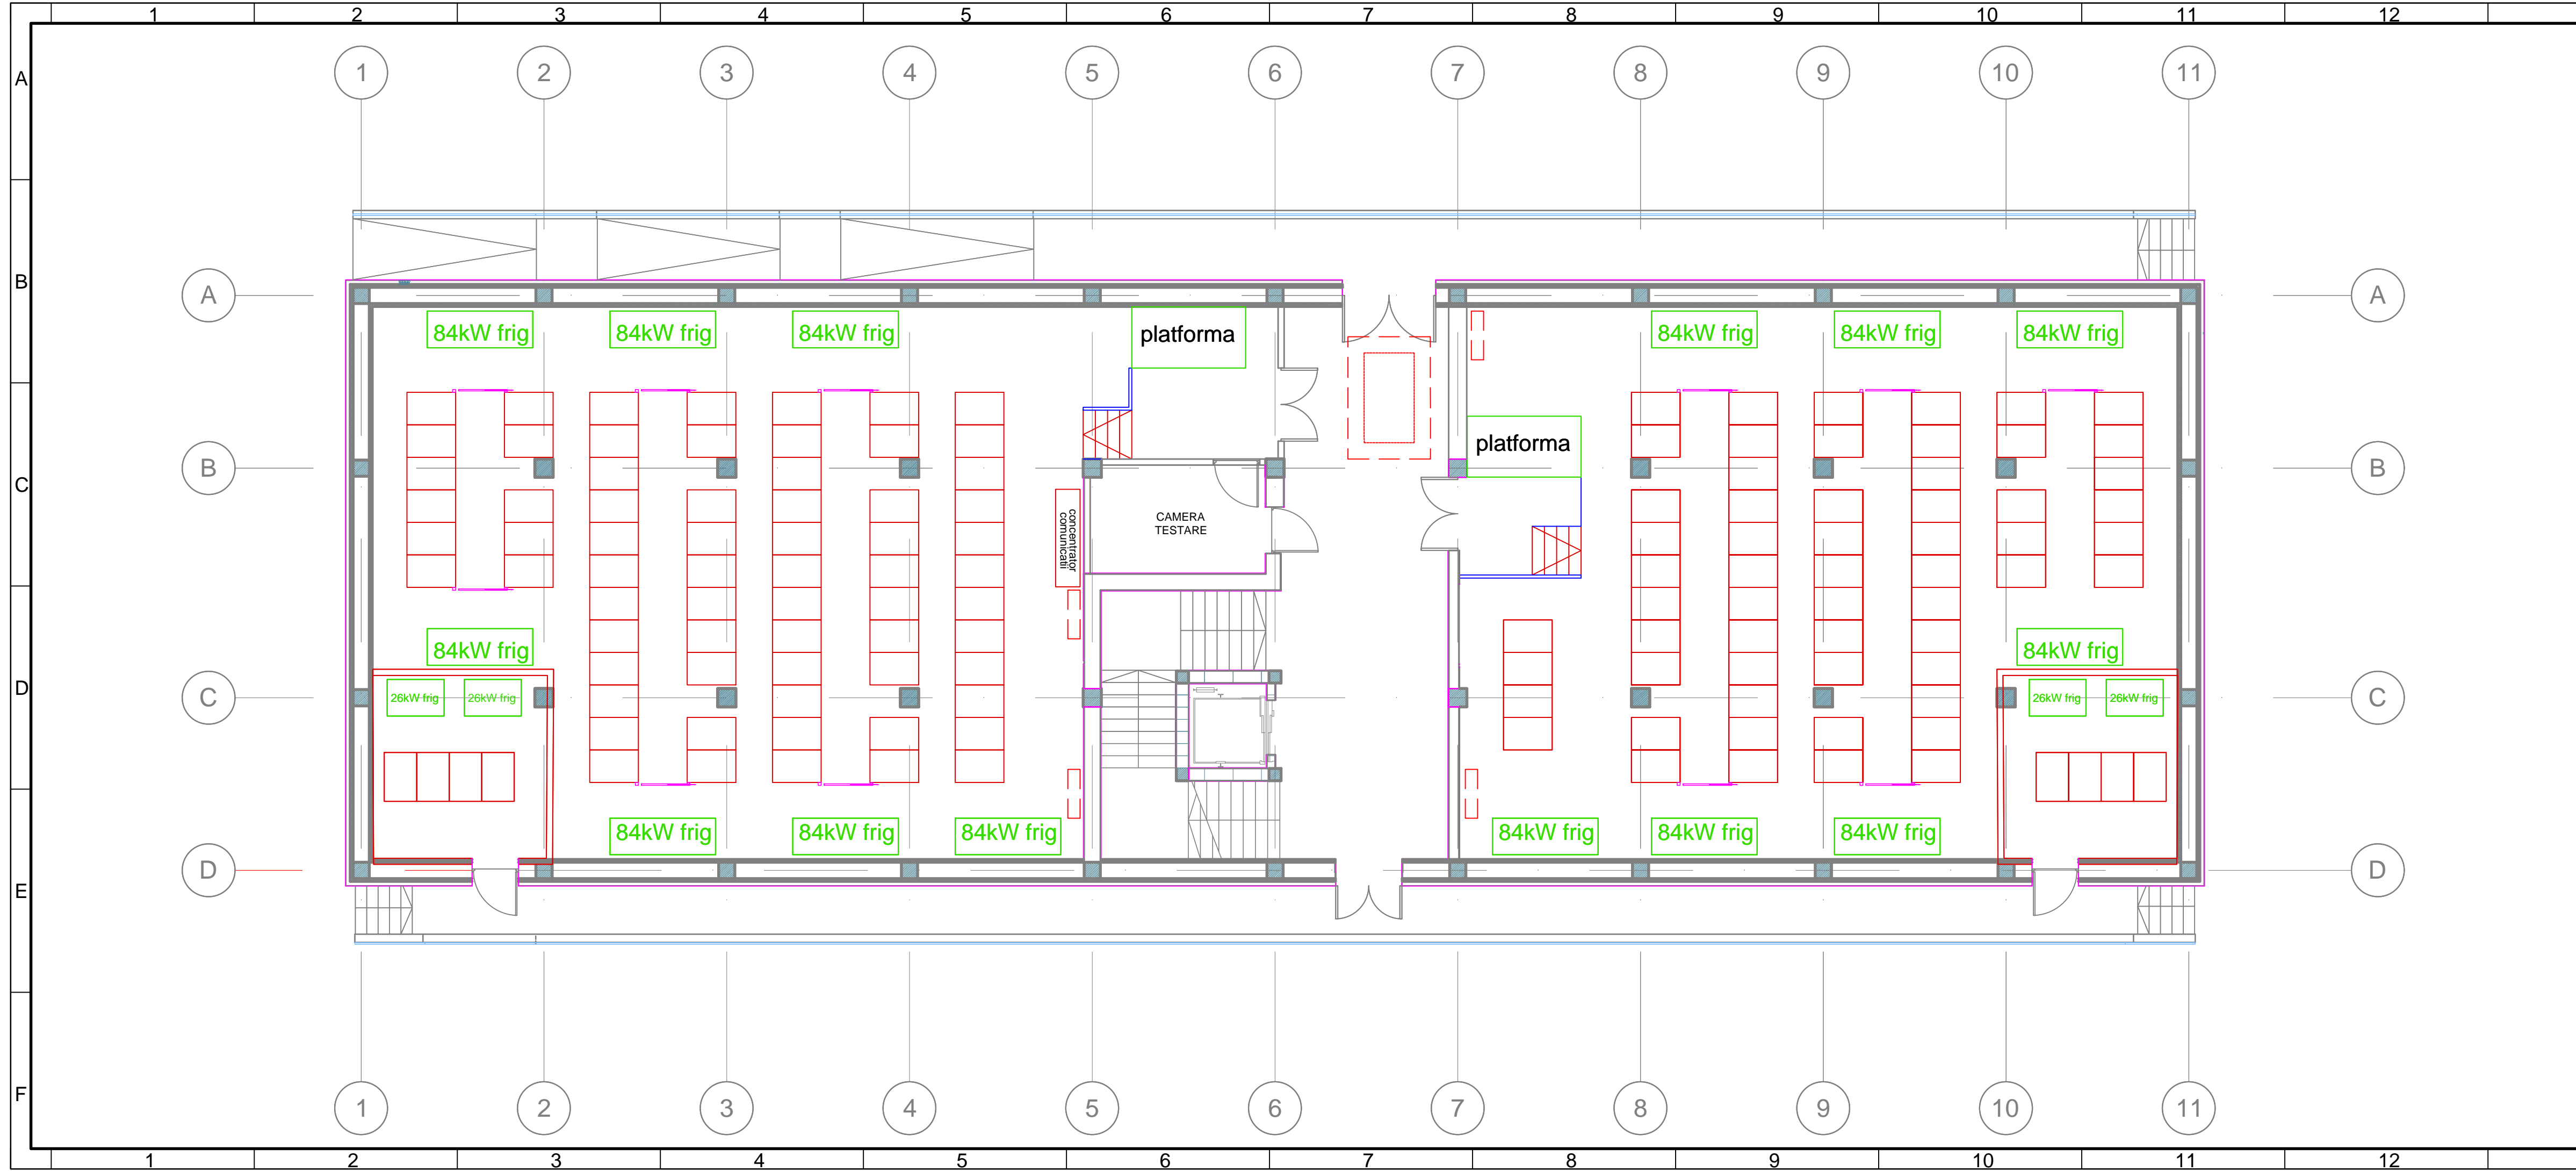 1 2 3 4 5 6 7 8 9 10 11 12
1 2 3 4 5 6 7 8 9 10 11
A
B
A A
84kW frig 84kW frig 84kW frig platforma 84kW frig 84kW frig 84kW frig
platforma
B B
C
concentrator
comunicatii
CAMERA
TESTARE
84kW frig 84kW frig
D
C 26kW frig 26kW frig 26kW frig 26kW frig C
84kW frig 84kW frig 84kW frig 84kW frig 84kW frig 84kW frig
D D
E
F
1 2 3 4 5 6 7 8 9 10 11
1 2 3 4 5 6 7 8 9 10 11 12